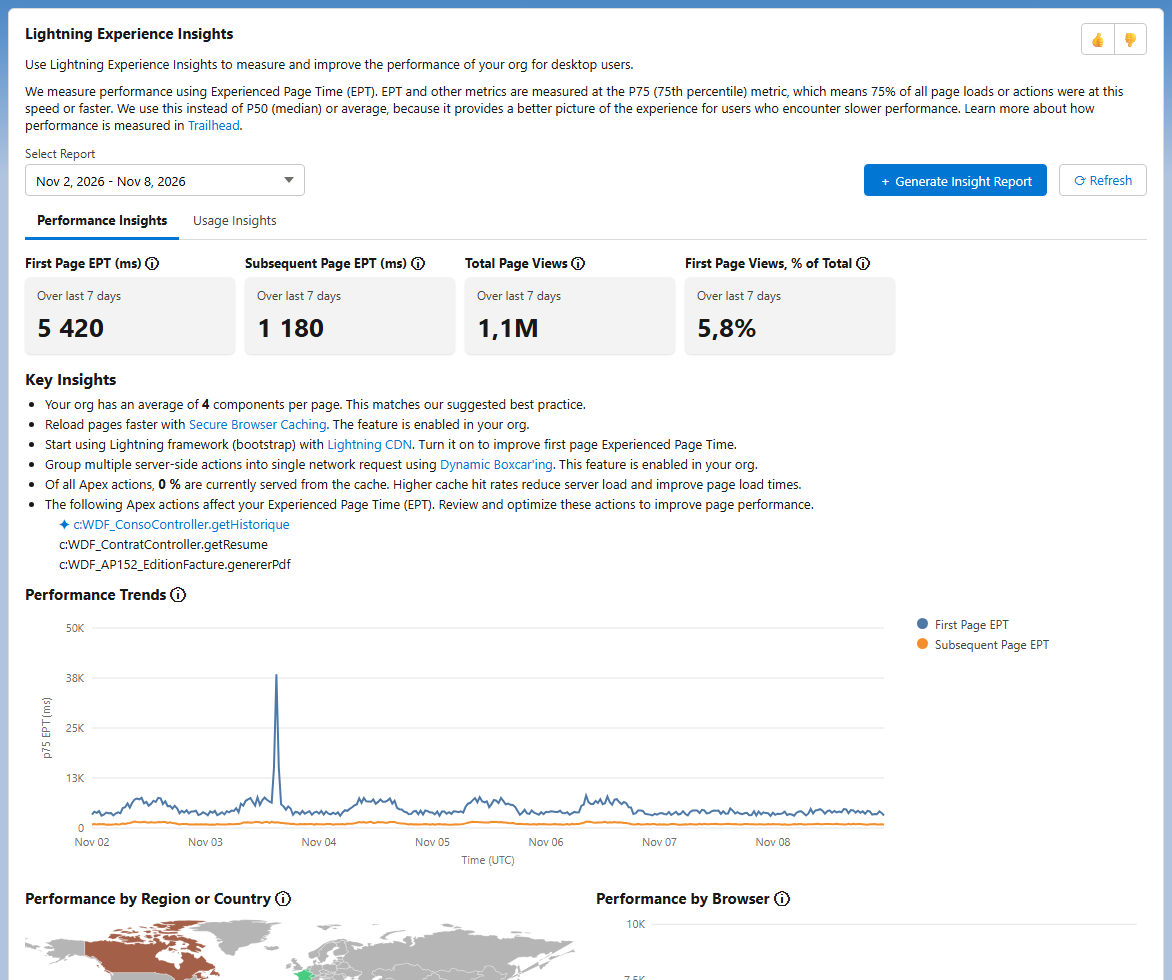 Lightning Experience Insights
Use Lightning Experience Insights to measure and improve the performance of your org for desktop users.
We measure performance using Experienced Page Time (EPT). EPT and other metrics are measured at the P75 (75th percentile) metric, which means 75% of all page loads or actions were at this
speed or faster. We use this instead of P50 (median) or average, because it provides a better picture of the experience for users who encounter slower performance. Learn more about how
performance is measured in Trailhead.
Select Report
Nov 2, 2026 - Nov 8, 2026
+ Generate Insight Report
Refresh
Performance Insights
Usage Insights
First Page EPT (ms)
Subsequent Page EPT (ms)
Total Page Views
First Page Views, % of Total
Over last 7 days
Over last 7 days
Over last 7 days
Over last 7 days
5 420
1 180
1,1M
5,8%
Key Insights
• Your org has an average of 4 components per page. This matches our suggested best practice.
• Reload pages faster with Secure Browser Caching. The feature is enabled in your org.
• Start using Lightning framework (bootstrap) with Lightning CDN. Turn it on to improve first page Experienced Page Time.
• Group multiple server-side actions into single network request using Dynamic Boxcar'ing. This feature is enabled in your org.
• Of all Apex actions, 0 % are currently served from the cache. Higher cache hit rates reduce server load and improve page load times.
• The following Apex actions affect your Experienced Page Time (EPT). Review and optimize these actions to improve page performance.
c:WDF_ConsoController.getHistorique
c:WDF_ContratController.getResume
c:WDF_AP152_EditionFacture.genererPdf
Performance Trends
50K
38K
25K
13K
0
p75 EPT (ms)
Nov 02
Nov 03
Nov 04
Nov 05
Nov 06
Nov 07
Nov 08
Time (UTC)
First Page EPT
Subsequent Page EPT
Performance by Region or Country
Performance by Browser
10K
7.5K